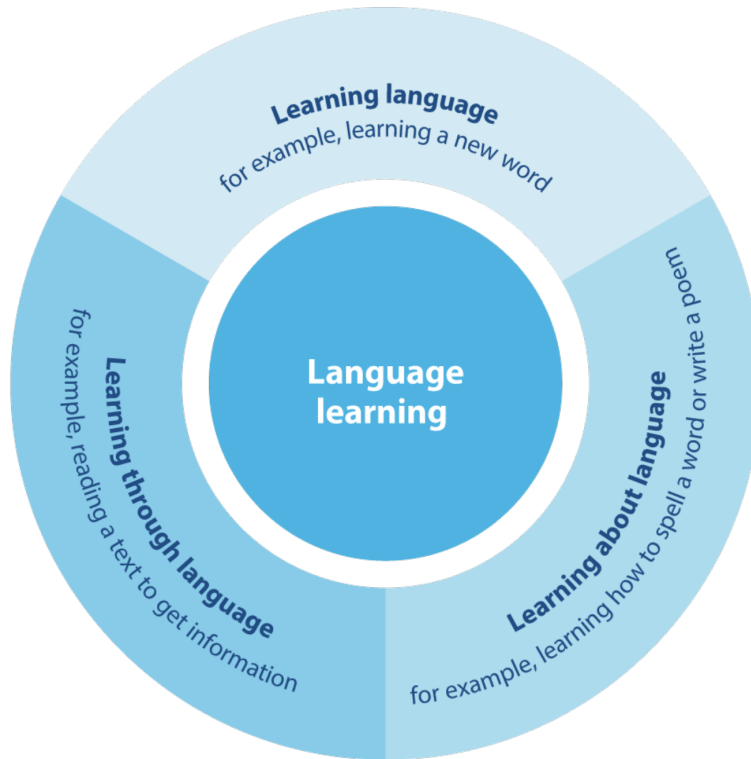 Learning language
for example, learning a new word
Learning about language
for example, learning how to spell a word or write a poem
Learning through language
for example, reading a text to get information
Language
learning